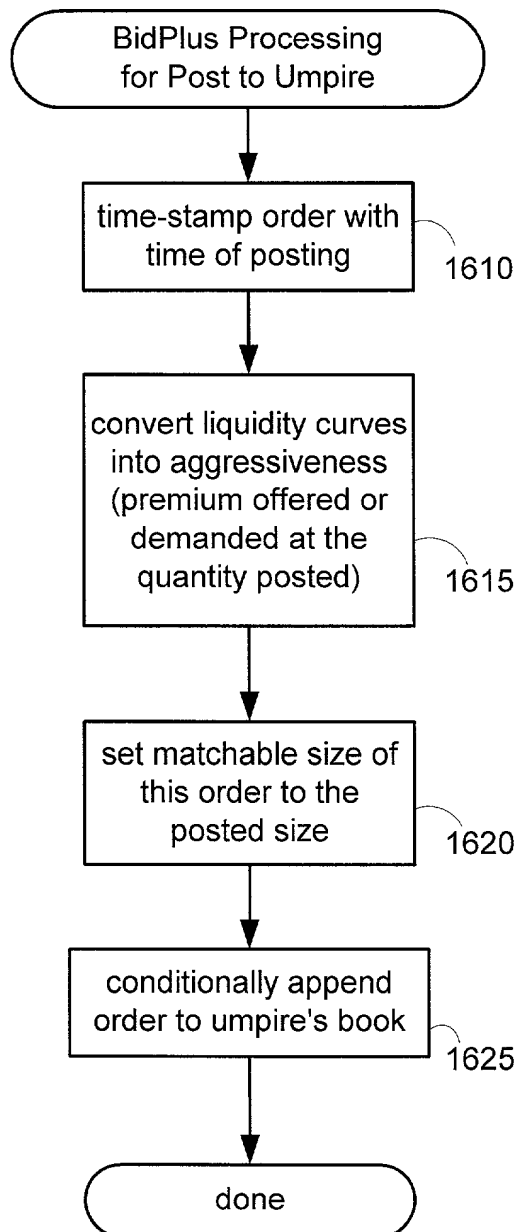 BidPlus Processing
for Post to Umpire
time-stamp order with
time of posting
1610
convert liquidity curves
into aggressiveness
(premium offered or
demanded at the
quantity posted)
1615
set matchable size of
this order to the
posted size
1620
conditionally append
order to umpire's book
1625
done